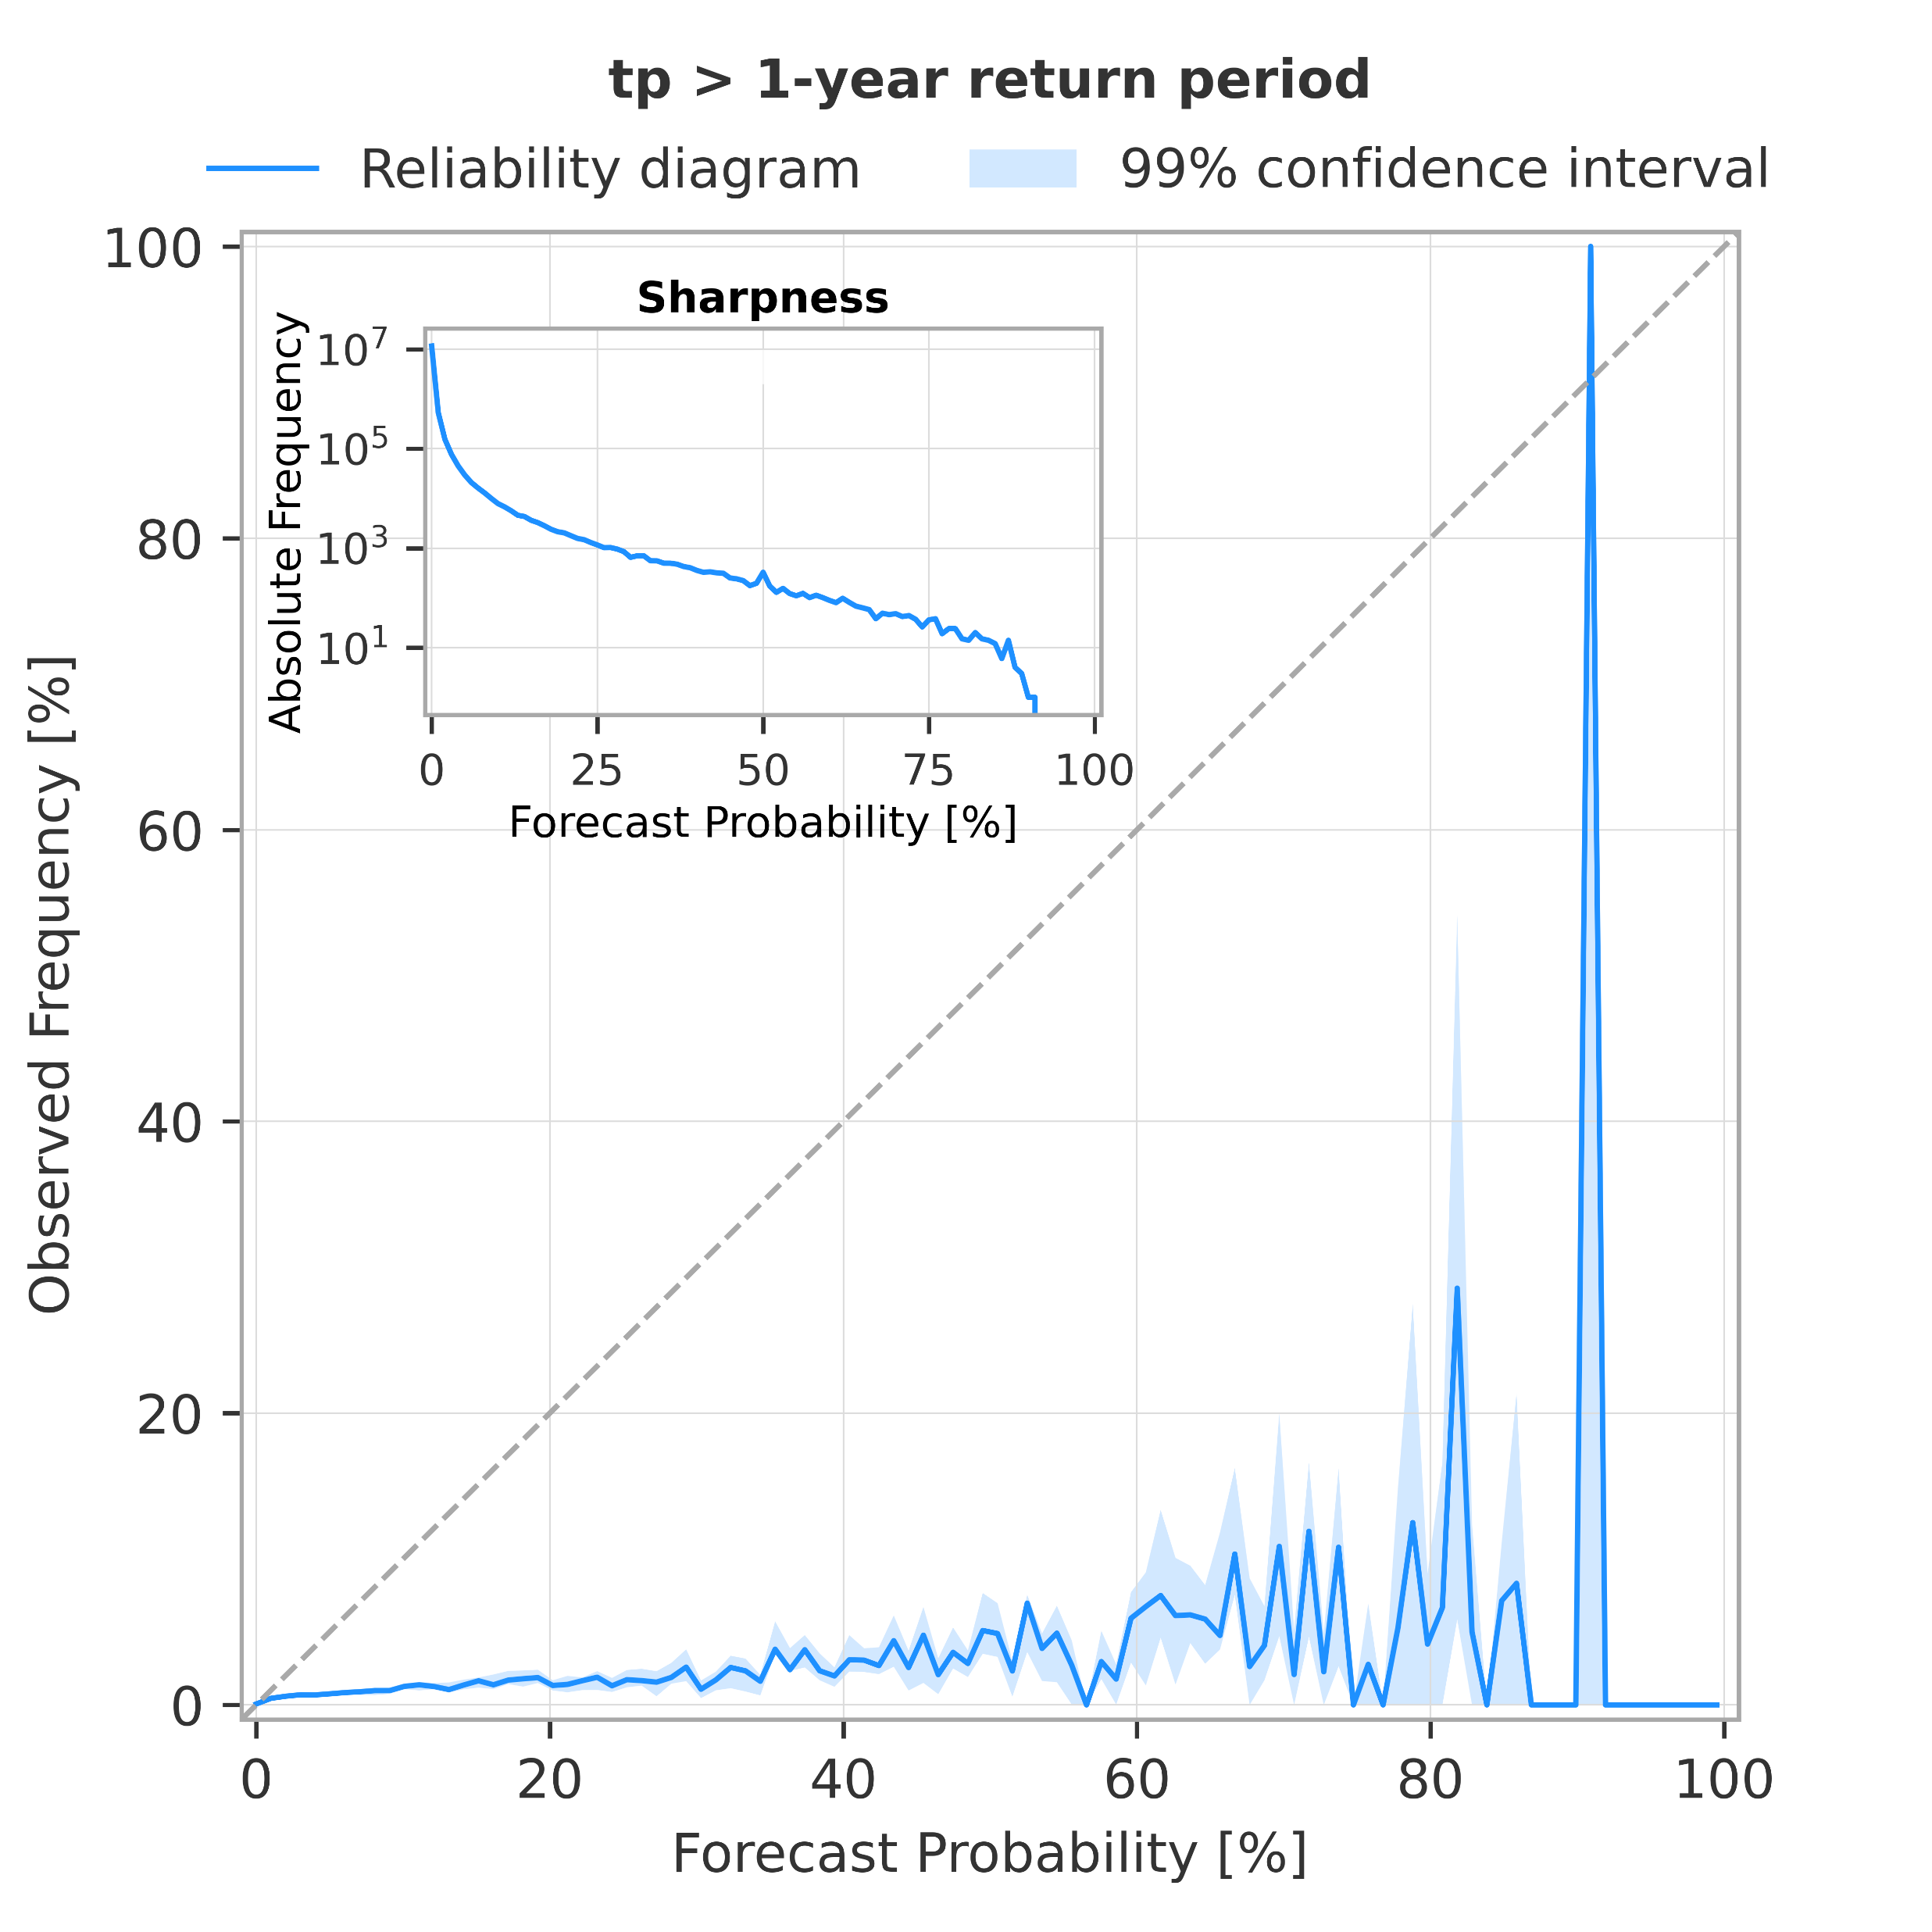 tp > 1-year return period
Reliability diagram
99% confidence interval
Sharpness
Absolute Frequency
10^7
10^5
10^3
10^1
0 25 50 75 100
Forecast Probability [%]
Observed Frequency [%]
100
80
60
40
20
0
0 20 40 60 80 100
Forecast Probability [%]